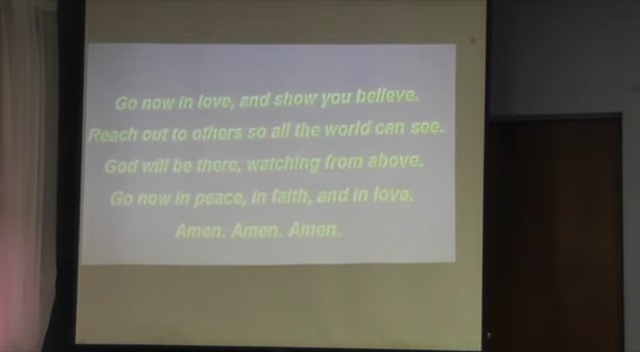 Go now in love, and show you believe.
Reach out to others so all the world can see.
God will be there, watching from above.
Go now in peace, in faith, and in love.
Amen. Amen. Amen.